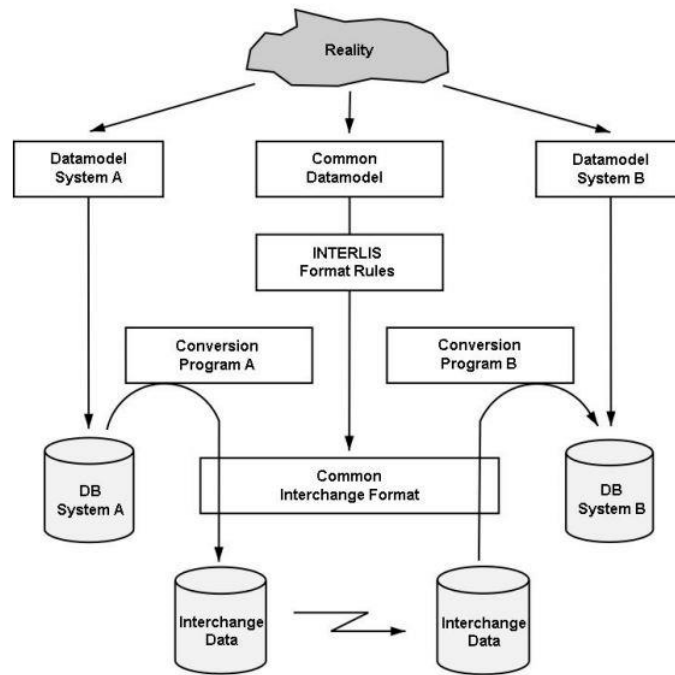 Reality
Datamodel
System A
Common
Datamodel
Datamodel
System B
INTERLIS
Format Rules
Conversion
Program A
Conversion
Program B
DB
System A
Common
Interchange Format
DB
System B
Interchange
Data
Interchange
Data